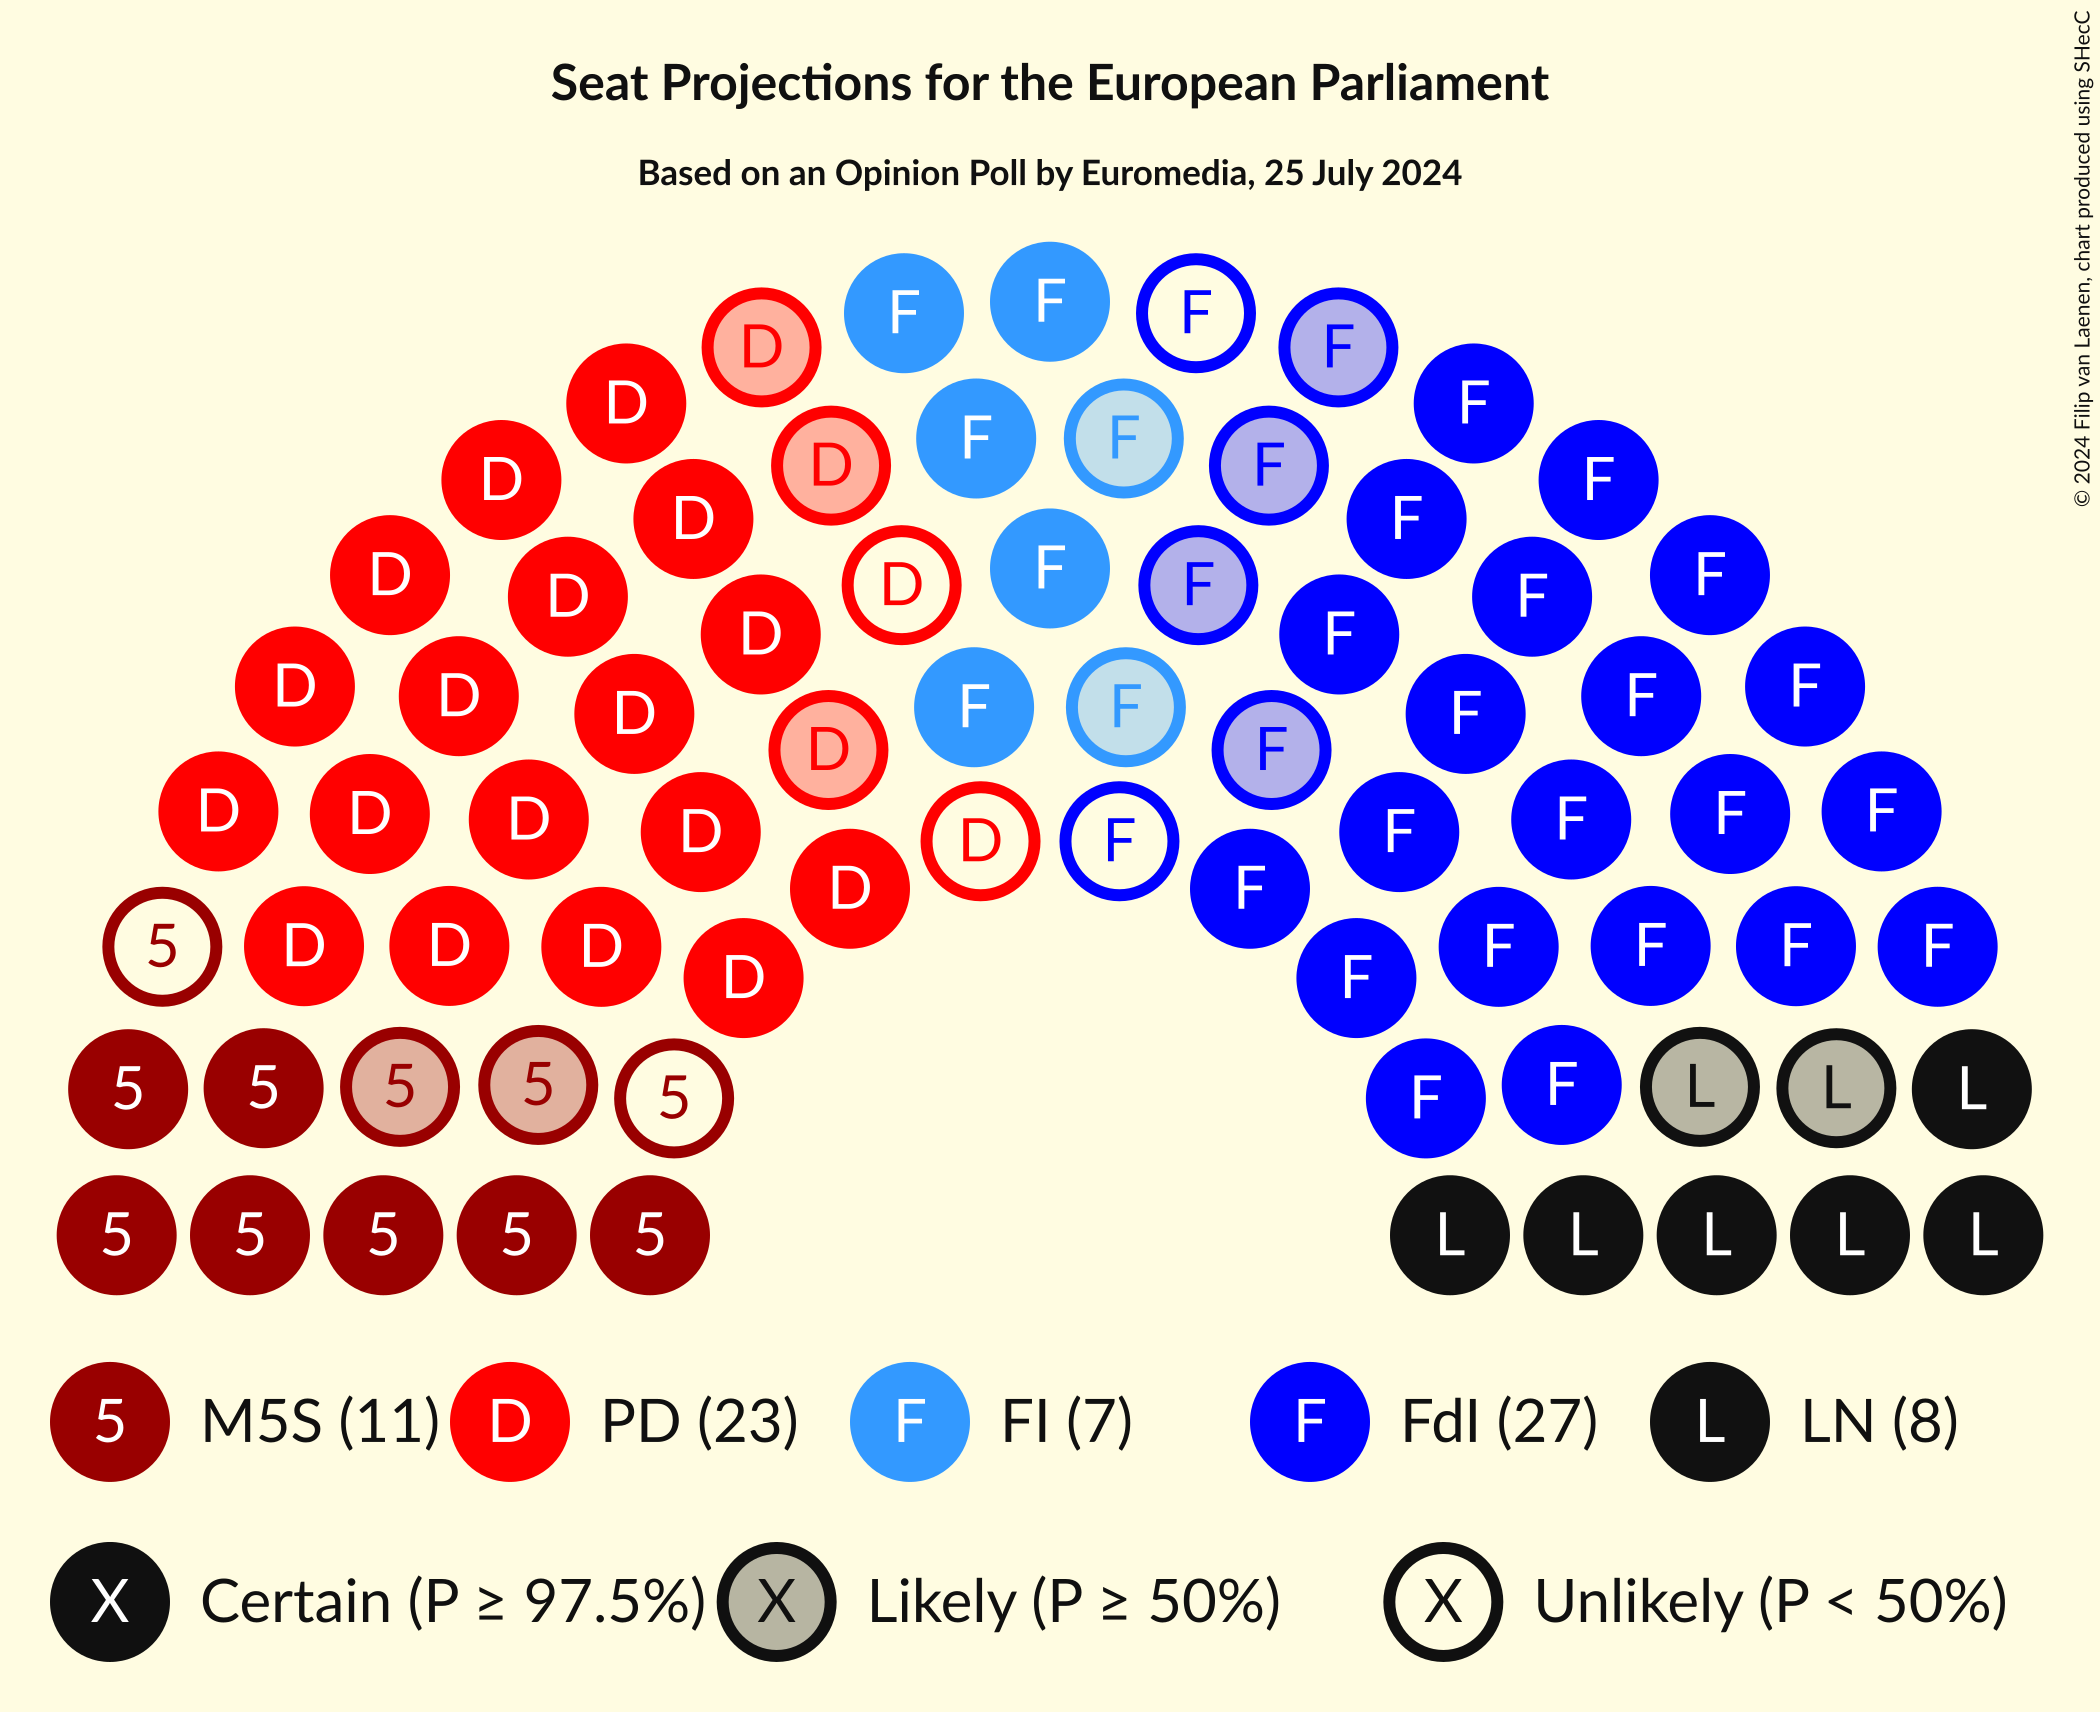 Seat Projections for the European Parliament
Based on an Opinion Poll by Euromedia, 25 July 2024
© 2024 Filip van Laenen, chart produced using SHecC
F F F
D F
D F
F F
D F
D F
D F
D D F F F
D F
D F
D D F F
D F F F
D F
D D D D D F F F F F
D F
5 D D D F F F F
D F
5 5 5 5 5 F F L L L
5 5 5 5 5 L L L L L
5 M5S (11) D PD (23) F FI (7) F FdI (27) L LN (8)
X Certain (P ≥ 97.5%) X Likely (P ≥ 50%) X Unlikely (P < 50%)